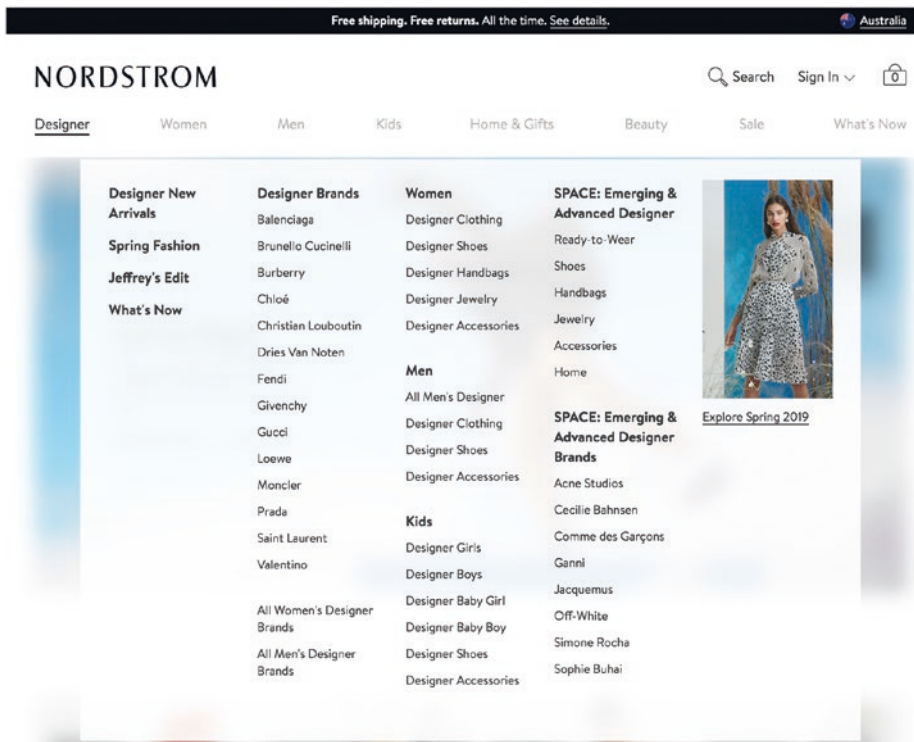 Free shipping. Free returns. All the time. See details.
Australia
NORDSTROM
Search
Sign In
0
Designer
Women
Men
Kids
Home & Gifts
Beauty
Sale
What's Now
Designer New
Arrivals
Spring Fashion
Jeffrey's Edit
What's Now
Designer Brands
Balenciaga
Brunello Cucinelli
Burberry
Chloé
Christian Louboutin
Dries Van Noten
Fendi
Givenchy
Gucci
Loewe
Moncler
Prada
Saint Laurent
Valentino
All Women's Designer
Brands
All Men's Designer
Brands
Women
Designer Clothing
Designer Shoes
Designer Handbags
Designer Jewelry
Designer Accessories
Men
All Men's Designer
Designer Clothing
Designer Shoes
Designer Accessories
Kids
Designer Girls
Designer Boys
Designer Baby Girl
Designer Baby Boy
Designer Shoes
Designer Accessories
SPACE: Emerging &
Advanced Designer
Ready-to-Wear
Shoes
Handbags
Jewelry
Accessories
Home
SPACE: Emerging &
Advanced Designer
Brands
Acne Studios
Cecilie Bahnsen
Comme des Garçons
Ganni
Jacquemus
Off-White
Simone Rocha
Sophie Buhai
Explore Spring 2019